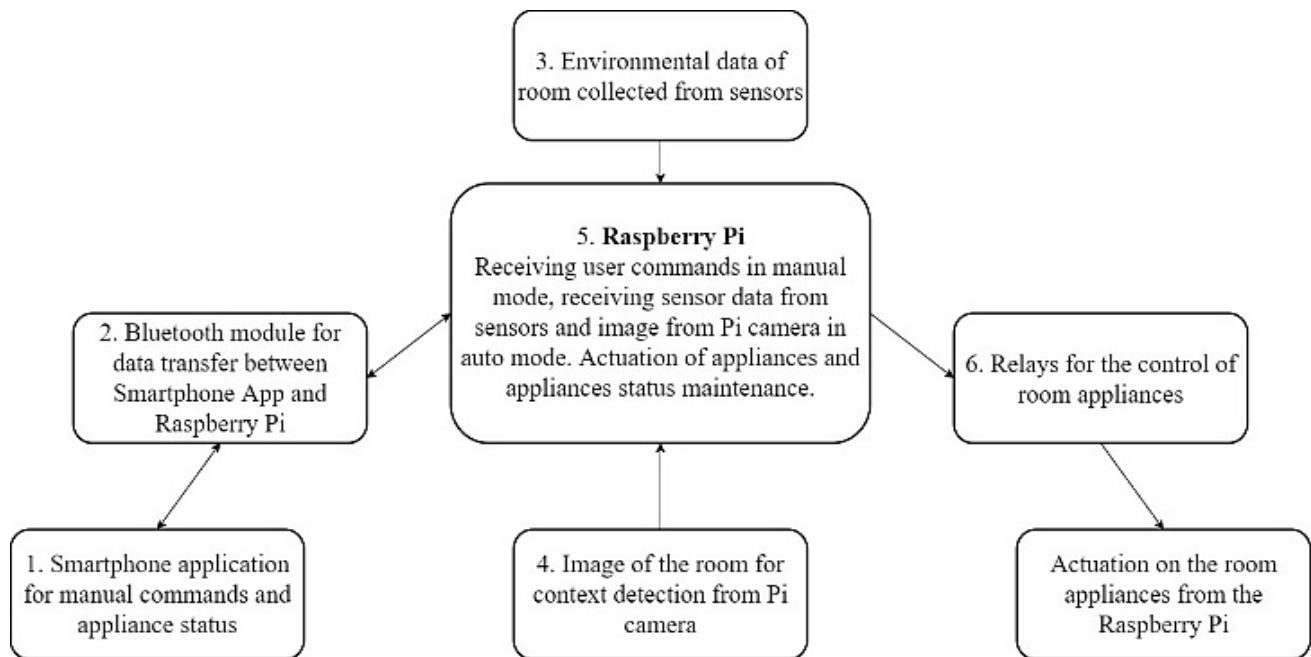 3. Environmental data of
room collected from sensors
5. Raspberry Pi
Receiving user commands in manual
mode, receiving sensor data from
sensors and image from Pi camera in
auto mode. Actuation of appliances and
appliances status maintenance.
2. Bluetooth module for
data transfer between
Smartphone App and
Raspberry Pi
6. Relays for the control of
room appliances
1. Smartphone application
for manual commands and
appliance status
4. Image of the room for
context detection from Pi
camera
Actuation on the room
appliances from the
Raspberry Pi